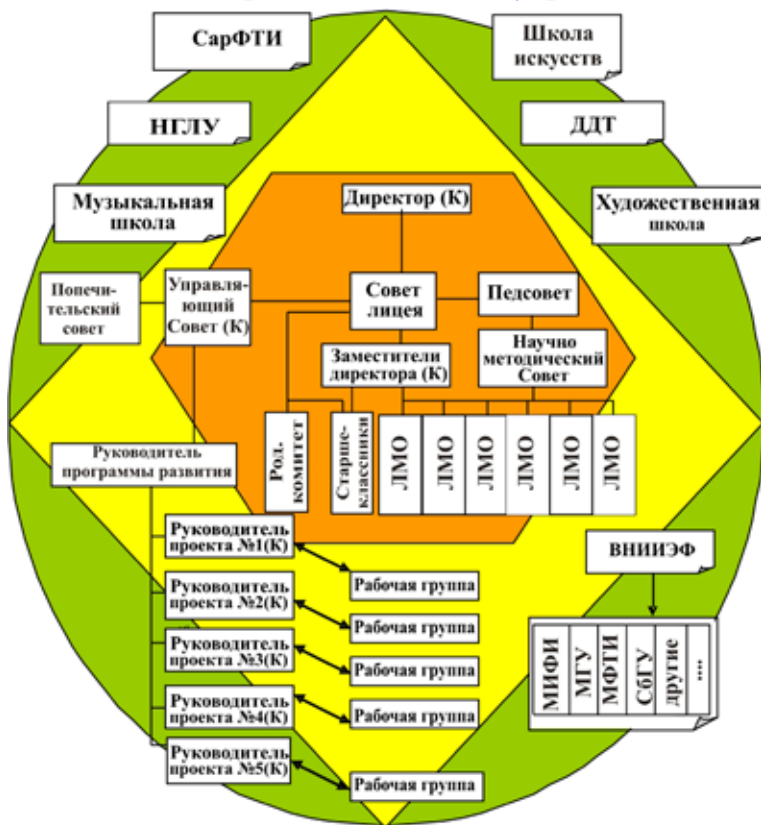 СарФТИ
Школа
искусств
НГЛУ
ДДТ
Музыкальная
школа
Художественная
школа
Директор (К)
Попечи-
тельский
совет
Управля-
ющий
Совет (К)
Совет
лицея
Педсовет
Заместители
директора (К)
Научно
методический
Совет
Род.
комитет
Старше-
классники
ЛМО
ЛМО
ЛМО
ЛМО
ЛМО
ЛМО
Руководитель
программы развития
Руководитель
проекта №1(К)
Рабочая группа
Руководитель
проекта №2(К)
Рабочая группа
Руководитель
проекта №3(К)
Рабочая группа
Руководитель
проекта №4(К)
Рабочая группа
Руководитель
проекта №5(К)
Рабочая группа
ВНИИЭФ
МИФИ
МГУ
МФТИ
СбГУ
другие
....